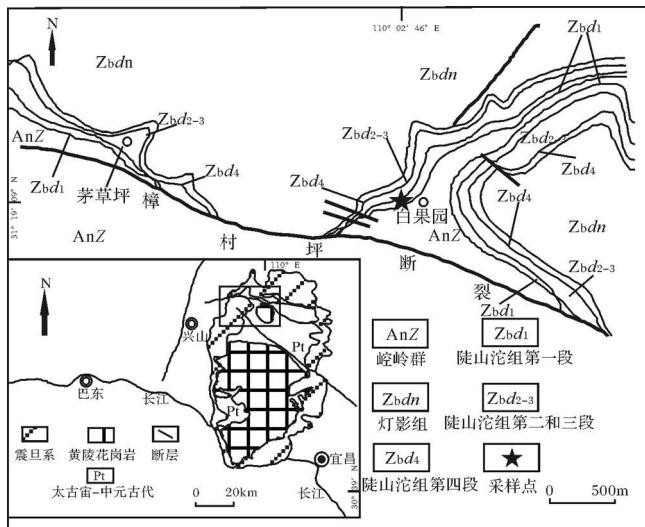 N
110° 02′ 46″ E
Zbdn
Zbd1
Zbdn
Zbd2-3
AnZ
Zbd2-3
Zbd2-3
Zbd4
Zbd4
Zbd1
茅草坪
Zbd4
白果园
Zbd4
31° 19′ 09″ N
樟村坪断裂
AnZ
AnZ
Zbdn
Zbd2-3
Zbd1
110° E
N
兴山
Pt
巴东
长江
Pt
宜昌
长江
震旦系
黄陵花岗岩
断层
Pt
太古宙-中元古代
0 20km
30° 39′ N
AnZ
崆岭群
Zbd1
陡山沱组第一段
Zbdn
灯影组
Zbd2-3
陡山沱组第二和三段
Zbd4
陡山沱组第四段
采样点
0 500m